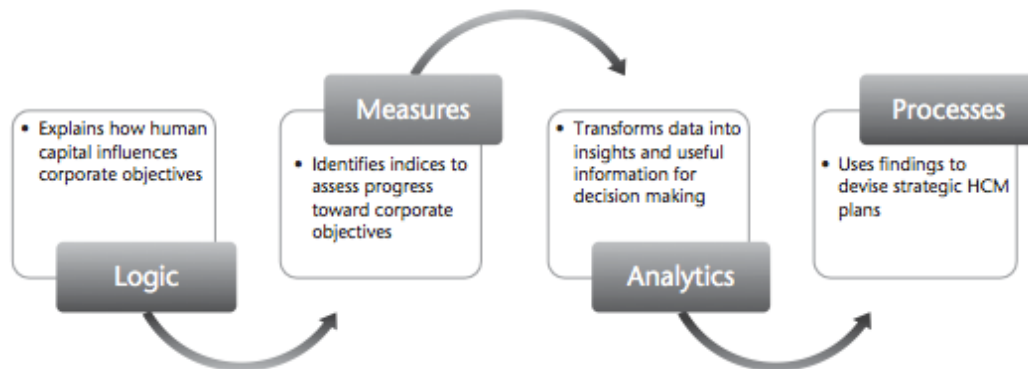 • Explains how human
capital influences
corporate objectives
Logic
Measures
• Identifies indices to
assess progress
toward corporate
objectives
• Transforms data into
insights and useful
information for
decision making
Analytics
Processes
• Uses findings to
devise strategic HCM
plans